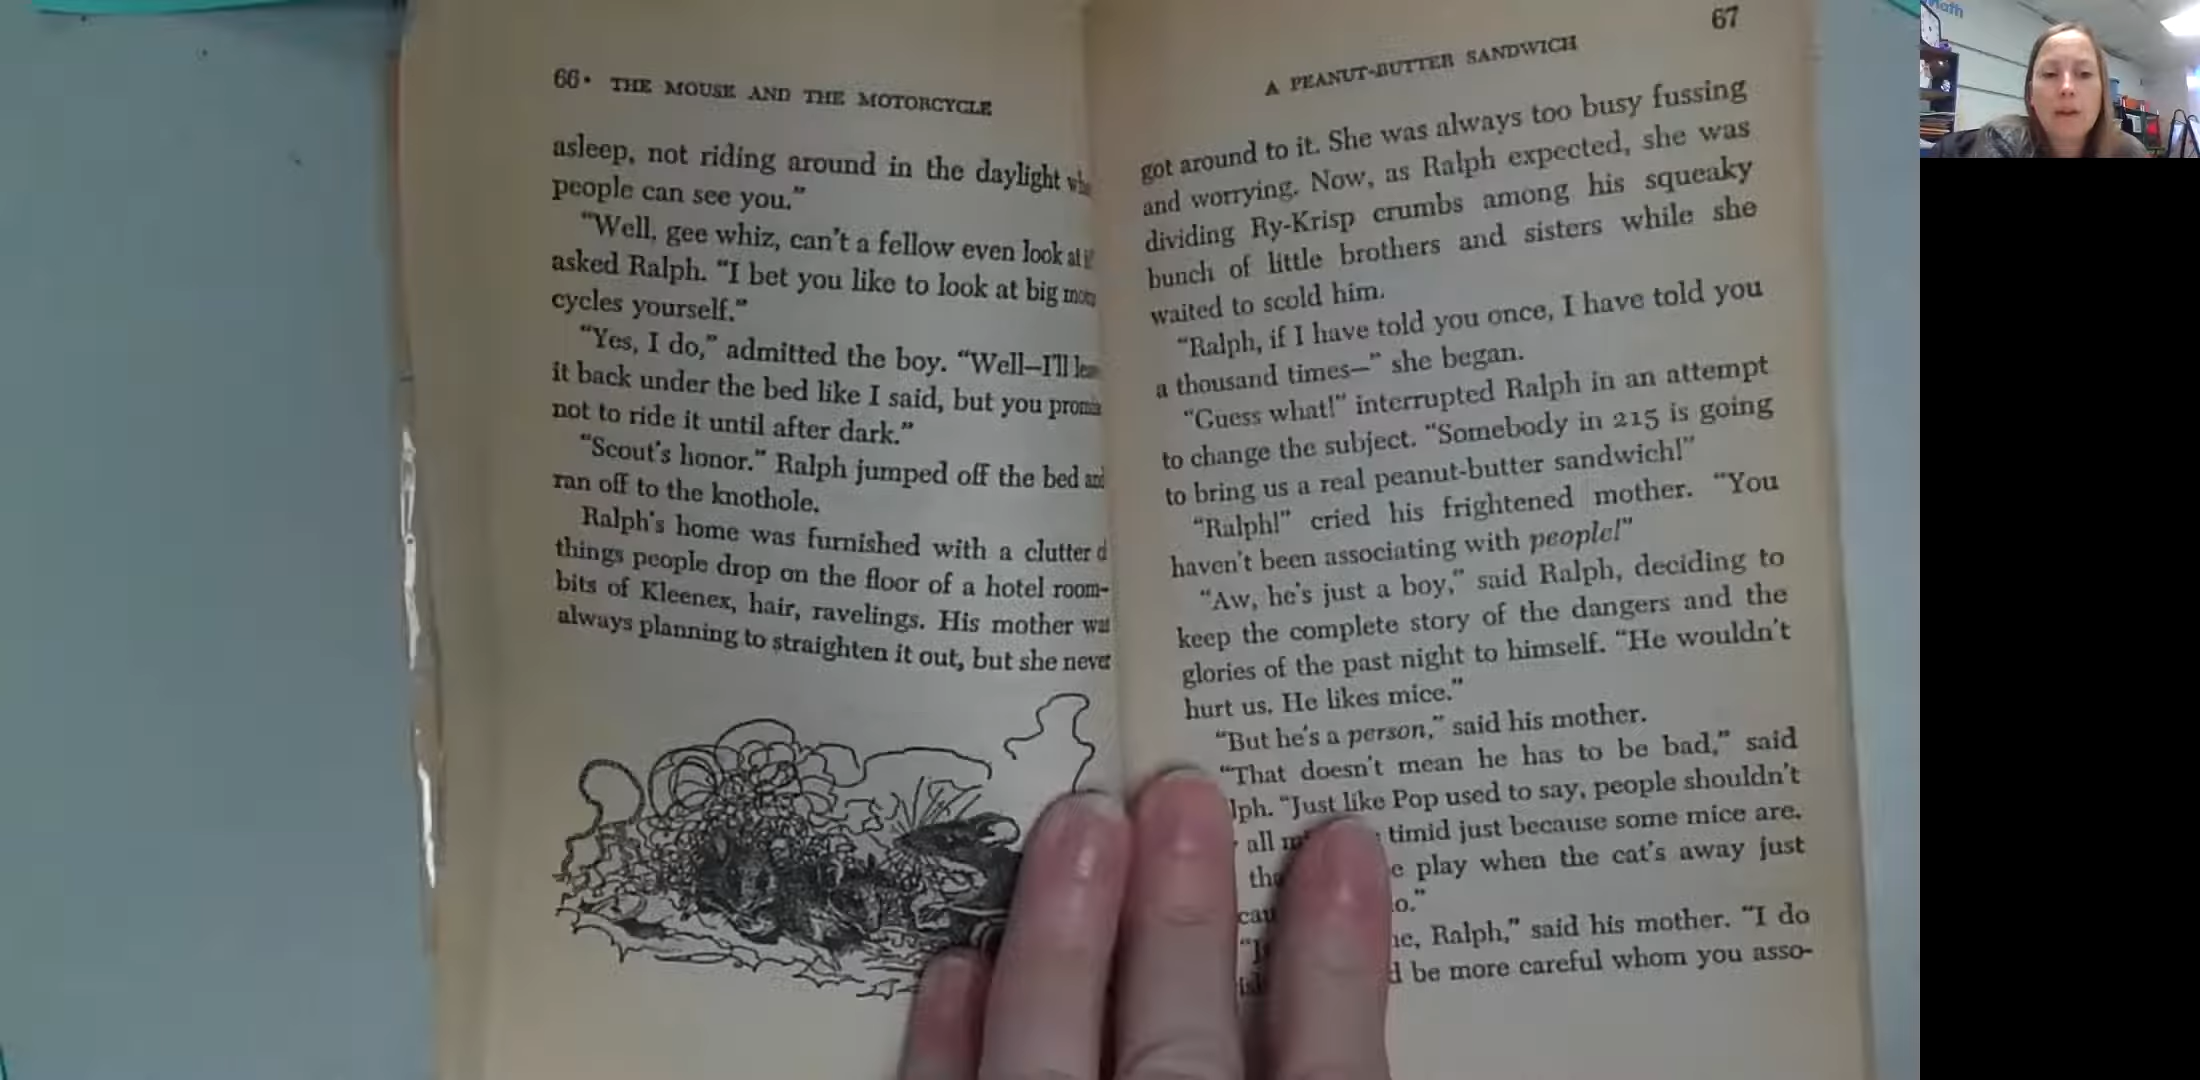 66· THE MOUSE AND THE MOTORCYCLE
asleep, not riding around in the daylight
people can see you."
"Well, gee whiz, can't a fellow even look at
asked Ralph. "I bet you like to look at big
cycles yourself."
"Yes, I do," admitted the boy. "Well—I'll
it back under the bed like I said, but you
not to ride it until after dark."
"Scout's honor." Ralph jumped off the bed and
ran off to the knothole.
Ralph's home was furnished with a clutter
things people drop on the floor of a hotel room—
bits of Kleenex, hair, ravelings. His mother was
always planning to straighten it out, but she never
67
A PEANUT-BUTTER SANDWICH
got around to it. She was always too busy fussing
and worrying. Now, as Ralph expected, she was
dividing Ry-Krisp crumbs among his squeaky
bunch of little brothers and sisters while she
waited to scold him.
"Ralph, if I have told you once, I have told you
a thousand times—" she began.
"Guess what!" interrupted Ralph in an attempt
to change the subject. "Somebody in 215 is going
to bring us a real peanut-butter sandwich!"
"Ralph!" cried his frightened mother. "You
haven't been associating with people!"
"Aw, he's just a boy," said Ralph, deciding to
keep the complete story of the dangers and the
glories of the past night to himself. "He wouldn't
hurt us. He likes mice."
"But he's a person," said his mother.
"That doesn't mean he has to be bad," said
lph. "Just like Pop used to say, people shouldn't
all timid just because some mice are.
play when the cat's away just
Ralph," said his mother. "I do
be more careful whom you asso-
Math